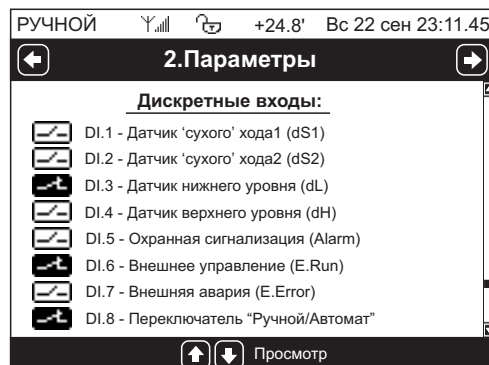 РУЧНОЙ +24.8' Вс 22 сен 23:11.45
2.Параметры
Дискретные входы:
DI.1 - Датчик ‘сухого’ хода1 (dS1)
DI.2 - Датчик ‘сухого’ хода2 (dS2)
DI.3 - Датчик нижнего уровня (dL)
DI.4 - Датчик верхнего уровня (dH)
DI.5 - Охранная сигнализация (Alarm)
DI.6 - Внешнее управление (E.Run)
DI.7 - Внешняя авария (E.Error)
DI.8 - Переключатель “Ручной/Автомат”
Просмотр